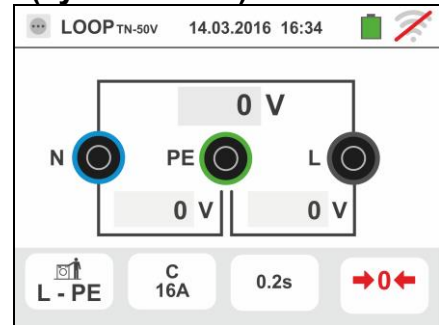 LOOP TN-50V 14.03.2016 16:34
0 V
N PE L
0 V 0 V
L - PE C 16A 0.2s →0←